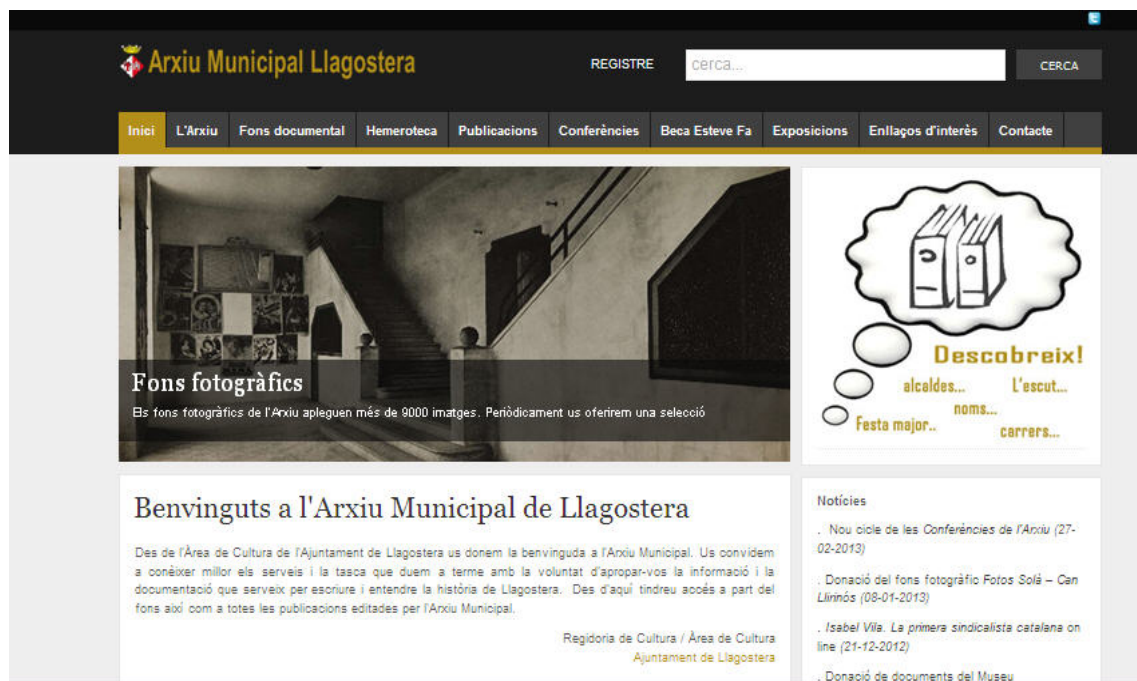 Arxiu Municipal Llagostera
REGISTRE
cerca...
CERCA
Inici
L'Arxiu
Fons documental
Hemeroteca
Publicacions
Conferències
Beca Esteve Fa
Exposicions
Enllaços d'interès
Contacte
Fons fotogràfics
Els fons fotogràfics de l'Arxiu apleguen més de 9000 imatges. Periòdicament us oferirem una selecció
Descobreix!
alcaldes...
L'escut...
noms...
Festa major..
carrers...
Benvinguts a l'Arxiu Municipal de Llagostera
Des de l'Àrea de Cultura de l'Ajuntament de Llagostera us donem la benvinguda a l'Arxiu Municipal. Us convidem
a conèixer millor els serveis i la tasca que duem a terme amb la voluntat d'apropar-vos la informació i la
documentació que serveix per escriure i entendre la història de Llagostera. Des d'aquí tindreu accés a part del
fons així com a totes les publicacions editades per l'Arxiu Municipal.
Regidoria de Cultura / Àrea de Cultura
Ajuntament de Llagostera
Notícies
. Nou cicle de les Conferències de l'Arxiu (27-
02-2013)
. Donació del fons fotogràfic Fotos Solà – Can
Llirinós (08-01-2013)
. Isabel Vila. La primera sindicalista catalana on
line (21-12-2012)
. Donació de documents del Museu